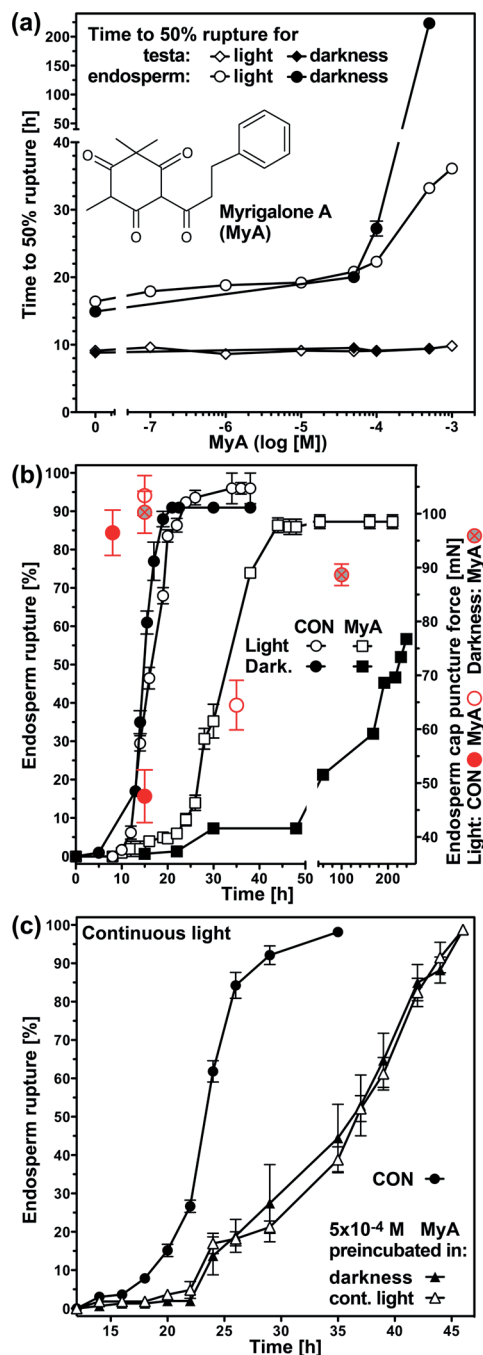 (a)
Time to 50% rupture for
testa: light darkness
endosperm: light darkness
Time to 50% rupture [h]
200
150
100
50
40
30
20
10
0
O O O O O
Myrigalone A
(MyA)
0 -7 -6 -5 -4 -3
MyA (log [M])
(b)
Endosperm rupture [%]
100
90
80
70
60
50
40
30
20
10
0
CON MyA
Light
Dark.
0 10 20 30 40 50 100 200
Time [h]
100
90
80
70
60
50
40
Endosperm cap puncture force [mN]
Light: CON MyA Darkness: MyA
(c)
Continuous light
Endosperm rupture [%]
100
90
80
70
60
50
40
30
20
10
0
CON
5x10-4 M MyA
preincubated in:
darkness
cont. light
15 20 25 30 35 40 45
Time [h]